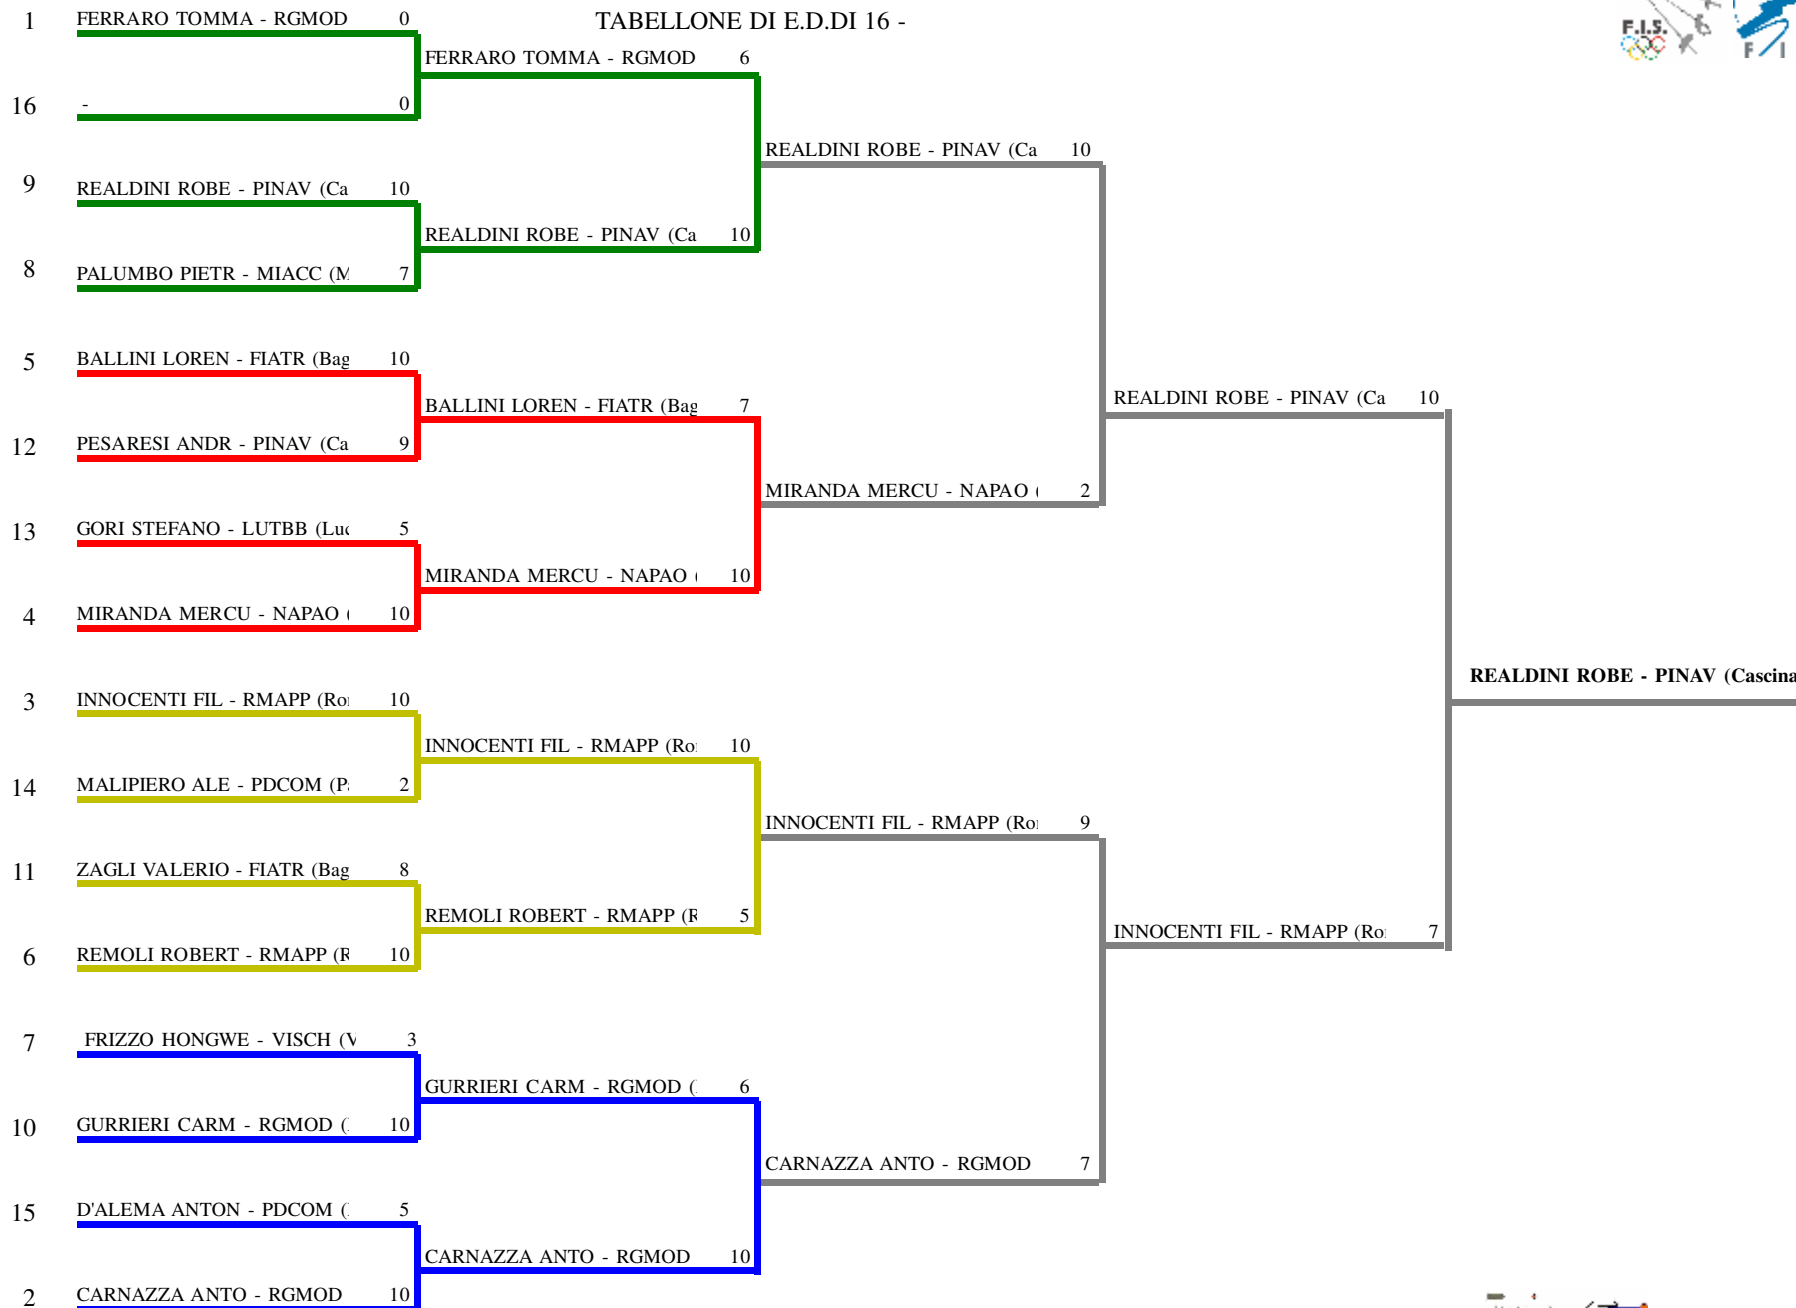 TABELLONE DI E.D.DI 16 -
F.I.S.
F I
1 FERRARO TOMMA - RGMOD 0
FERRARO TOMMA - RGMOD 6
16 - 0
REALDINI ROBE - PINAV (Ca 10
9 REALDINI ROBE - PINAV (Ca 10
REALDINI ROBE - PINAV (Ca 10
8 PALUMBO PIETR - MIACC (M 7
5 BALLINI LOREN - FIATR (Bag 10
REALDINI ROBE - PINAV (Ca 10
BALLINI LOREN - FIATR (Bag 7
12 PESARESI ANDR - PINAV (Ca 9
MIRANDA MERCU - NAPAO ( 2
13 GORI STEFANO - LUTBB (Luc 5
MIRANDA MERCU - NAPAO ( 10
4 MIRANDA MERCU - NAPAO ( 10
REALDINI ROBE - PINAV (Cascina
3 INNOCENTI FIL - RMAPP (Ro 10
INNOCENTI FIL - RMAPP (Ro 10
14 MALIPIERO ALE - PDCOM (P 2
INNOCENTI FIL - RMAPP (Ro 9
11 ZAGLI VALERIO - FIATR (Bag 8
REMOLI ROBERT - RMAPP (R 5
INNOCENTI FIL - RMAPP (Ro 7
6 REMOLI ROBERT - RMAPP (R 10
7 FRIZZO HONGWE - VISCH (V 3
GURRIERI CARM - RGMOD ( 6
10 GURRIERI CARM - RGMOD ( 10
CARNAZZA ANTO - RGMOD 7
15 D'ALEMA ANTON - PDCOM ( 5
CARNAZZA ANTO - RGMOD 10
2 CARNAZZA ANTO - RGMOD 10